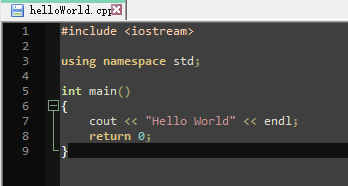 helloWorld.cpp
1 #include <iostream>
2
3 using namespace std;
4
5 int main()
6 {
7     cout << "Hello World" << endl;
8     return 0;
9 }